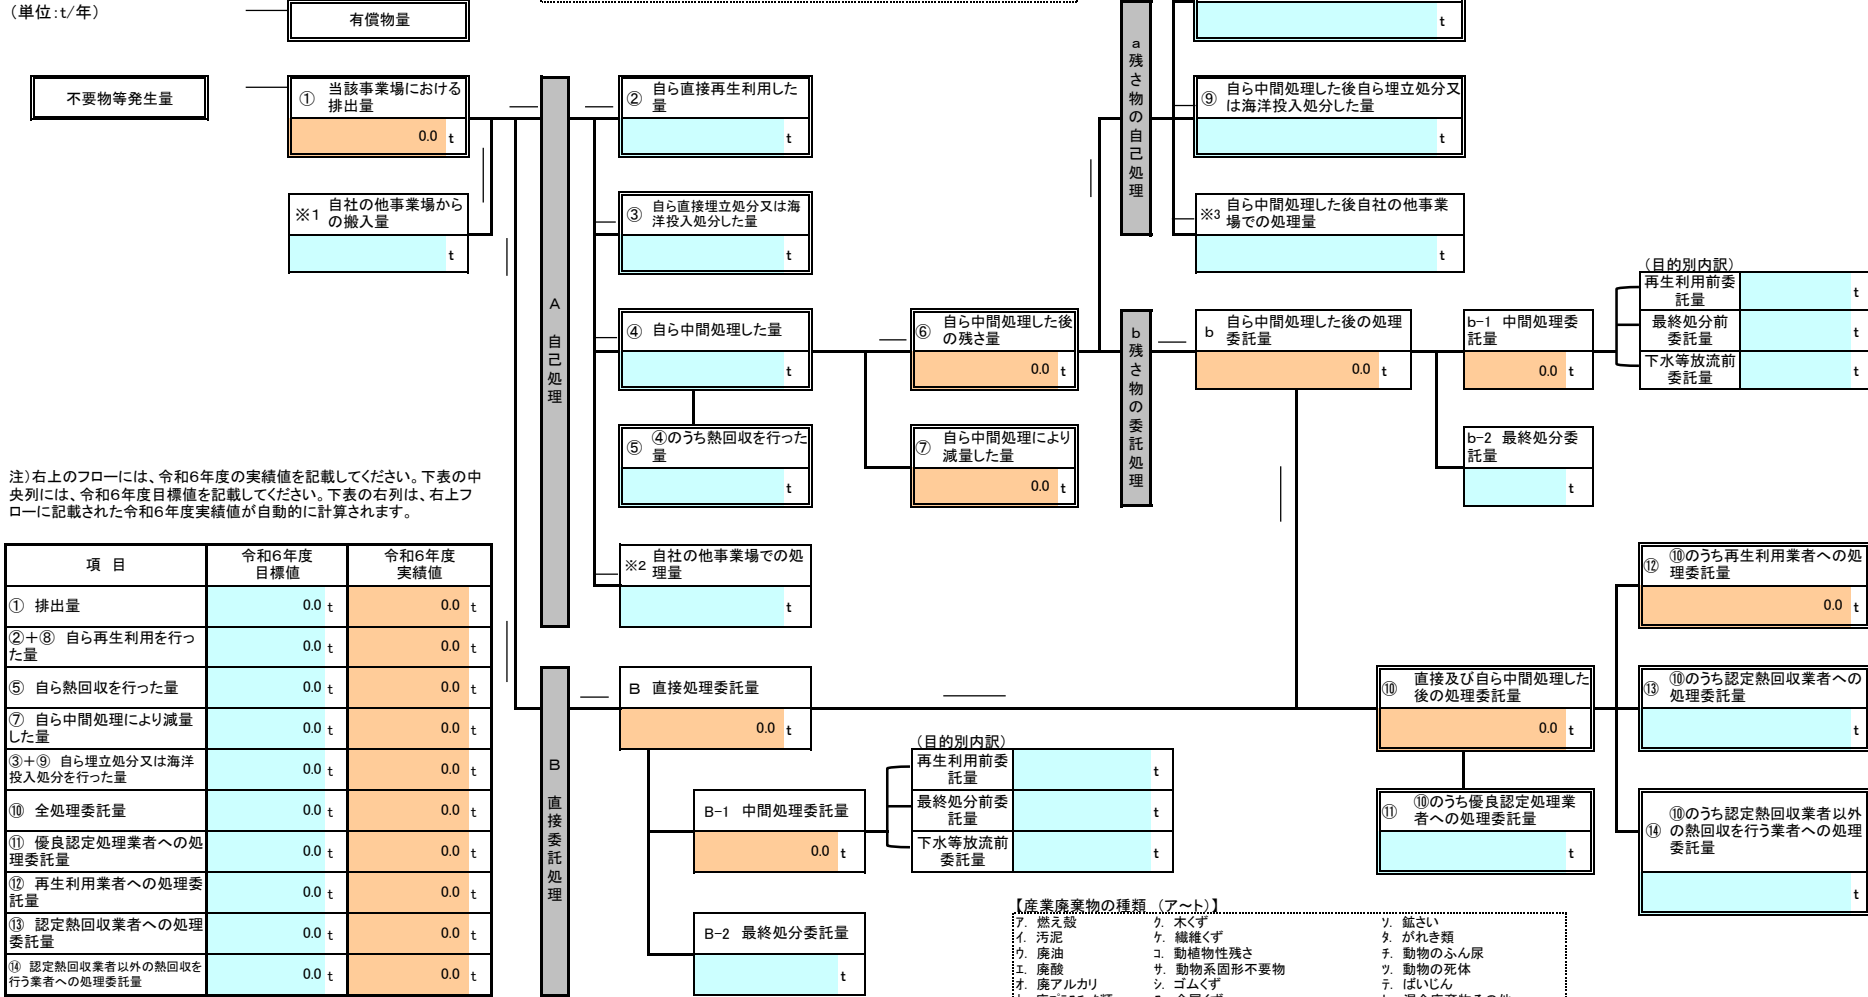 (単位:t/年)
有償物量
t
不要物等発生量
① 当該事業場における
排出量
0.0 t
※1 自社の他事業場から
の搬入量
t
A 自己処理
② 自ら直接再生利用した
量
t
③ 自ら直接埋立処分又は海
洋投入処分した量
t
④ 自ら中間処理した量
t
⑤ ④のうち熱回収を行った
量
t
※2 自社の他事業場での処
理量
t
⑥ 自ら中間処理した後
の残さ量
0.0 t
⑦ 自ら中間処理により
減量した量
0.0 t
a 残さ物の自己処理
⑨ 自ら中間処理した後自ら埋立処分又
は海洋投入処分した量
t
※3 自ら中間処理した後自社の他事業
場での処理量
t
b 残さ物の委託処理
b 自ら中間処理した後の処理
委託量
0.0 t
b-1 中間処理委
託量
0.0 t
b-2 最終処分委
託量
t
(目的別内訳)
再生利用前委
託量
t
最終処分前
委託量
t
下水等放流前
委託量
t
注)右上のフローには、令和6年度の実績値を記載してください。下表の中
央列には、令和6年度目標値を記載してください。下表の右列は、右上フ
ローに記載された令和6年度実績値が自動的に計算されます。
項 目 令和6年度 目標値 令和6年度 実績値
① 排出量 0.0 t 0.0 t
②+⑧ 自ら再生利用を行っ
た量 0.0 t 0.0 t
⑤ 自ら熱回収を行った量 0.0 t 0.0 t
⑦ 自ら中間処理により減量
した量 0.0 t 0.0 t
③+⑨ 自ら埋立処分又は海洋
投入処分を行った量 0.0 t 0.0 t
⑩ 全処理委託量 0.0 t 0.0 t
⑪ 優良認定処理業者への処
理委託量 0.0 t 0.0 t
⑫ 再生利用業者への処理委
託量 0.0 t 0.0 t
⑬ 認定熱回収業者への処理
委託量 0.0 t 0.0 t
⑭ 認定熱回収業者以外の熱回収を
行う業者への処理委託量 0.0 t 0.0 t
B 直接委託処理
B 直接処理委託量
0.0 t
B-1 中間処理委託量
0.0 t
B-2 最終処分委託量
t
(目的別内訳)
再生利用前委
託量
t
最終処分前委
託量
t
下水等放流前
委託量
t
⑩ 直接及び自ら中間処理した
後の処理委託量
0.0 t
⑪ ⑩のうち優良認定処理業
者への処理委託量
t
⑫ ⑩のうち再生利用業者への処
理委託量
0.0 t
⑬ ⑩のうち認定熱回収業者への
処理委託量
t
⑭ ⑩のうち認定熱回収業者以外
の熱回収を行う業者への処理
委託量
t
【産業廃棄物の種類 (ア~ト)】
ア. 燃え殻 ク. 木くず ソ. 鉱さい
イ. 汚泥 ケ. 繊維くず タ. がれき類
ウ. 廃油 コ. 動植物性残さ チ. 動物のふん尿
エ. 廃酸 サ. 動物系固形不要物 ツ. 動物の死体
オ. 廃アルカリ シ. ゴムくず テ. ばいじん